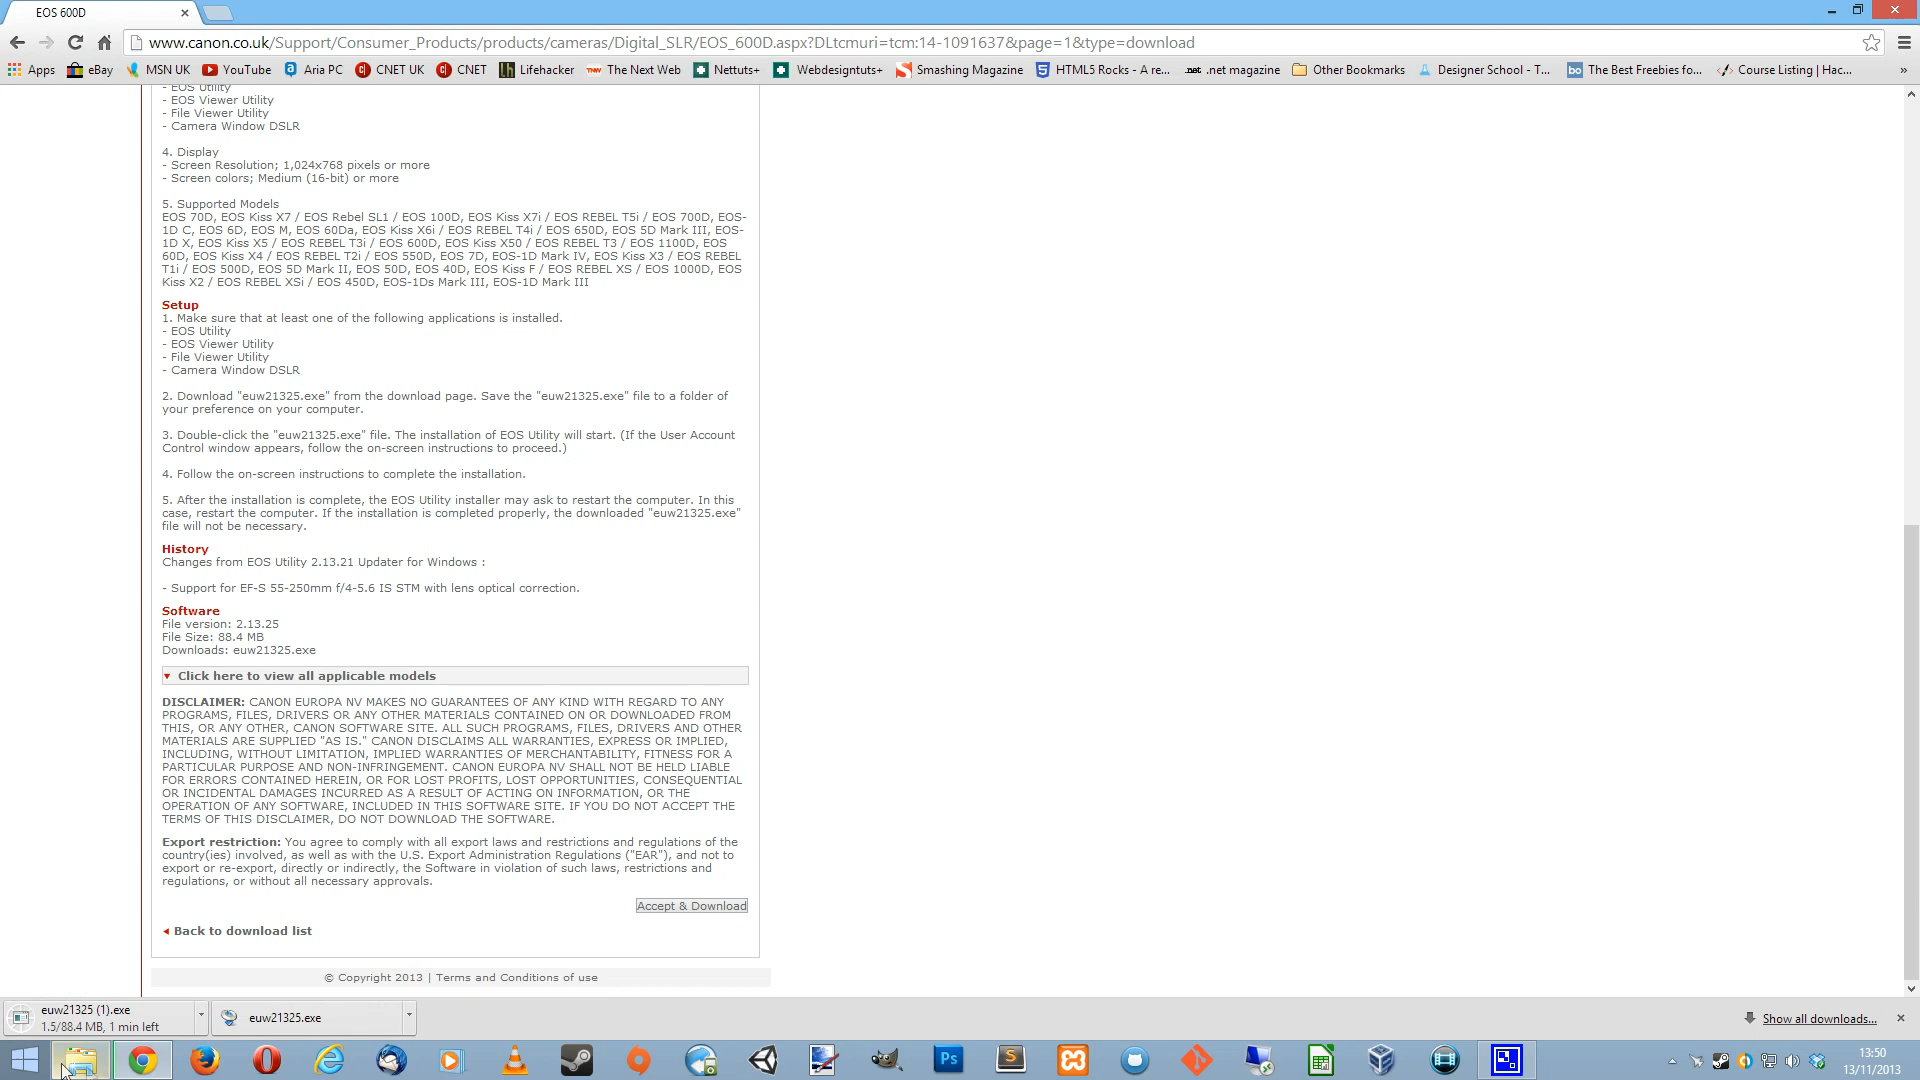 EOS 600D
www.canon.co.uk/Support/Consumer_Products/products/cameras/Digital_SLR/EOS_600D.aspx?DLtcmuri=tcm:14-1091637&page=1&type=download
Apps eBay MSN UK YouTube Aria PC CNET UK CNET Lifehacker The Next Web Nettuts+ Webdesigntuts+ Smashing Magazine HTML5 Rocks - A re... .net magazine Other Bookmarks Designer School - T... The Best Freebies fo... Course Listing | Hac... »
- EOS Utility
- EOS Viewer Utility
- File Viewer Utility
- Camera Window DSLR
4. Display
- Screen Resolution; 1,024x768 pixels or more
- Screen colors; Medium (16-bit) or more
5. Supported Models
EOS 70D, EOS Kiss X7 / EOS Rebel SL1 / EOS 100D, EOS Kiss X7i / EOS REBEL T5i / EOS 700D, EOS-
1D C, EOS 6D, EOS M, EOS 60Da, EOS Kiss X6i / EOS REBEL T4i / EOS 650D, EOS 5D Mark III, EOS-
1D X, EOS Kiss X5 / EOS REBEL T3i / EOS 600D, EOS Kiss X50 / EOS REBEL T3 / EOS 1100D, EOS
60D, EOS Kiss X4 / EOS REBEL T2i / EOS 550D, EOS 7D, EOS-1D Mark IV, EOS Kiss X3 / EOS REBEL
T1i / EOS 500D, EOS 5D Mark II, EOS 50D, EOS 40D, EOS Kiss F / EOS REBEL XS / EOS 1000D, EOS
Kiss X2 / EOS REBEL XSi / EOS 450D, EOS-1Ds Mark III, EOS-1D Mark III
Setup
1. Make sure that at least one of the following applications is installed.
- EOS Utility
- EOS Viewer Utility
- File Viewer Utility
- Camera Window DSLR
2. Download "euw21325.exe" from the download page. Save the "euw21325.exe" file to a folder of
your preference on your computer.
3. Double-click the "euw21325.exe" file. The installation of EOS Utility will start. (If the User Account
Control window appears, follow the on-screen instructions to proceed.)
4. Follow the on-screen instructions to complete the installation.
5. After the installation is complete, the EOS Utility installer may ask to restart the computer. In this
case, restart the computer. If the installation is completed properly, the downloaded "euw21325.exe"
file will not be necessary.
History
Changes from EOS Utility 2.13.21 Updater for Windows :
- Support for EF-S 55-250mm f/4-5.6 IS STM with lens optical correction.
Software
File version: 2.13.25
File Size: 88.4 MB
Downloads: euw21325.exe
Click here to view all applicable models
DISCLAIMER: CANON EUROPA NV MAKES NO GUARANTEES OF ANY KIND WITH REGARD TO ANY
PROGRAMS, FILES, DRIVERS OR ANY OTHER MATERIALS CONTAINED ON OR DOWNLOADED FROM
THIS, OR ANY OTHER, CANON SOFTWARE SITE. ALL SUCH PROGRAMS, FILES, DRIVERS AND OTHER
MATERIALS ARE SUPPLIED "AS IS." CANON DISCLAIMS ALL WARRANTIES, EXPRESS OR IMPLIED,
INCLUDING, WITHOUT LIMITATION, IMPLIED WARRANTIES OF MERCHANTABILITY, FITNESS FOR A
PARTICULAR PURPOSE AND NON-INFRINGEMENT. CANON EUROPA NV SHALL NOT BE HELD LIABLE
FOR ERRORS CONTAINED HEREIN, OR FOR LOST PROFITS, LOST OPPORTUNITIES, CONSEQUENTIAL
OR INCIDENTAL DAMAGES INCURRED AS A RESULT OF ACTING ON INFORMATION, OR THE
OPERATION OF ANY SOFTWARE, INCLUDED IN THIS SOFTWARE SITE. IF YOU DO NOT ACCEPT THE
TERMS OF THIS DISCLAIMER, DO NOT DOWNLOAD THE SOFTWARE.
Export restriction: You agree to comply with all export laws and restrictions and regulations of the
country(ies) involved, as well as with the U.S. Export Administration Regulations ("EAR"), and not to
export or re-export, directly or indirectly, the Software in violation of such laws, restrictions and
regulations, or without all necessary approvals.
Accept & Download
Back to download list
© Copyright 2013 | Terms and Conditions of use
euw21325 (1).exe
1.5/88.4 MB, 1 min left
euw21325.exe
Show all downloads...
Ps
S
13:50
13/11/2013